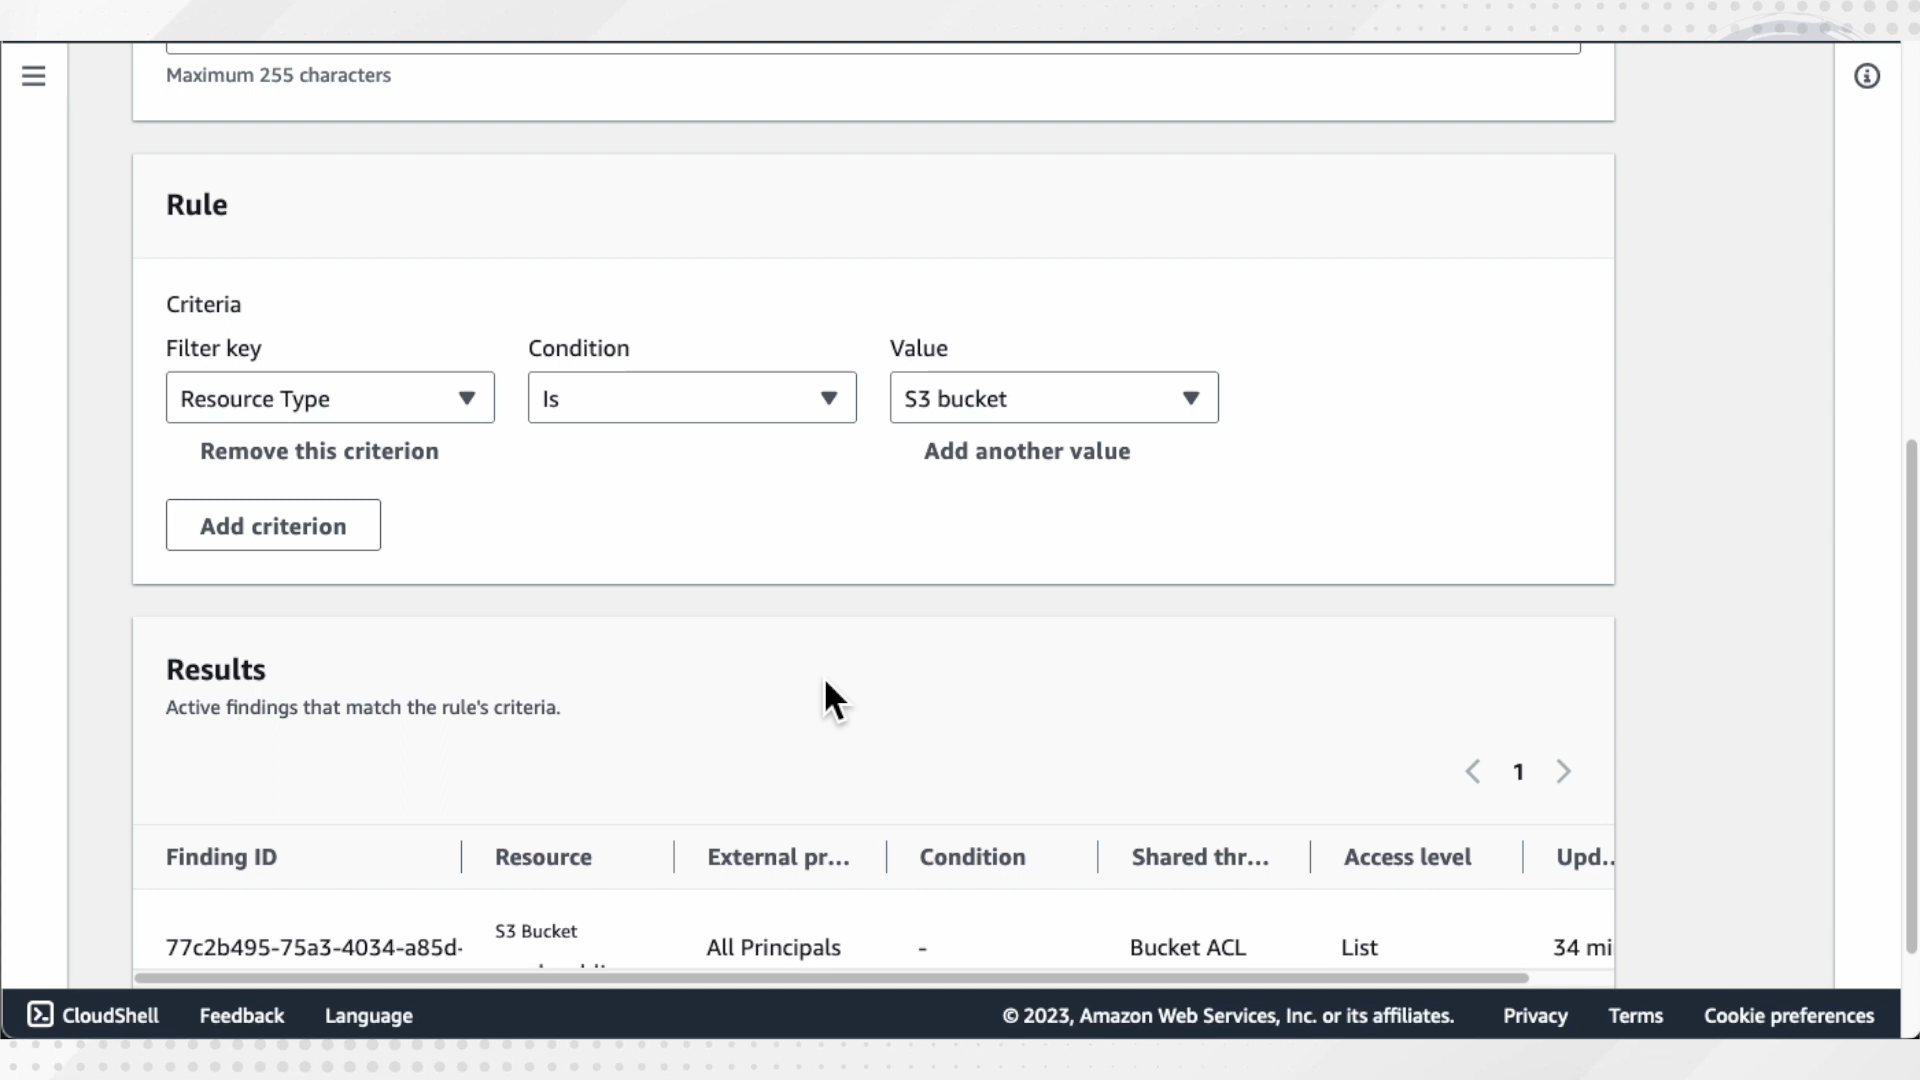 Maximum 255 characters
Rule
Criteria
Filter key Condition Value
Resource Type Is S3 bucket
Remove this criterion Add another value
Add criterion
Results
Active findings that match the rule's criteria.
1
Finding ID Resource External pr... Condition Shared thr... Access level Upd..
S3 Bucket
77c2b495-75a3-4034-a85d- All Principals - Bucket ACL List 34 mi
CloudShell Feedback Language © 2023, Amazon Web Services, Inc. or its affiliates. Privacy Terms Cookie preferences